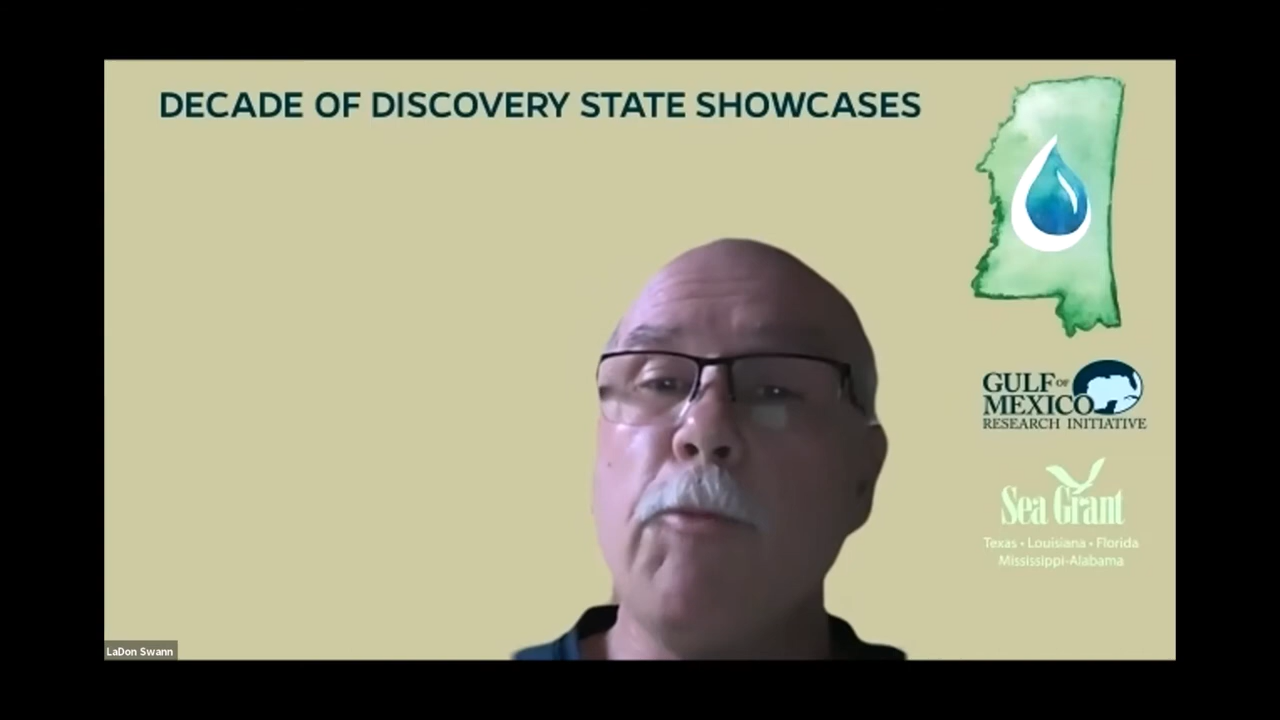 DECADE OF DISCOVERY STATE SHOWCASES
GULF OF
MEXICO
RESEARCH INITIATIVE
Sea Grant
Texas • Louisiana • Florida
Mississippi-Alabama
LaDon Swann